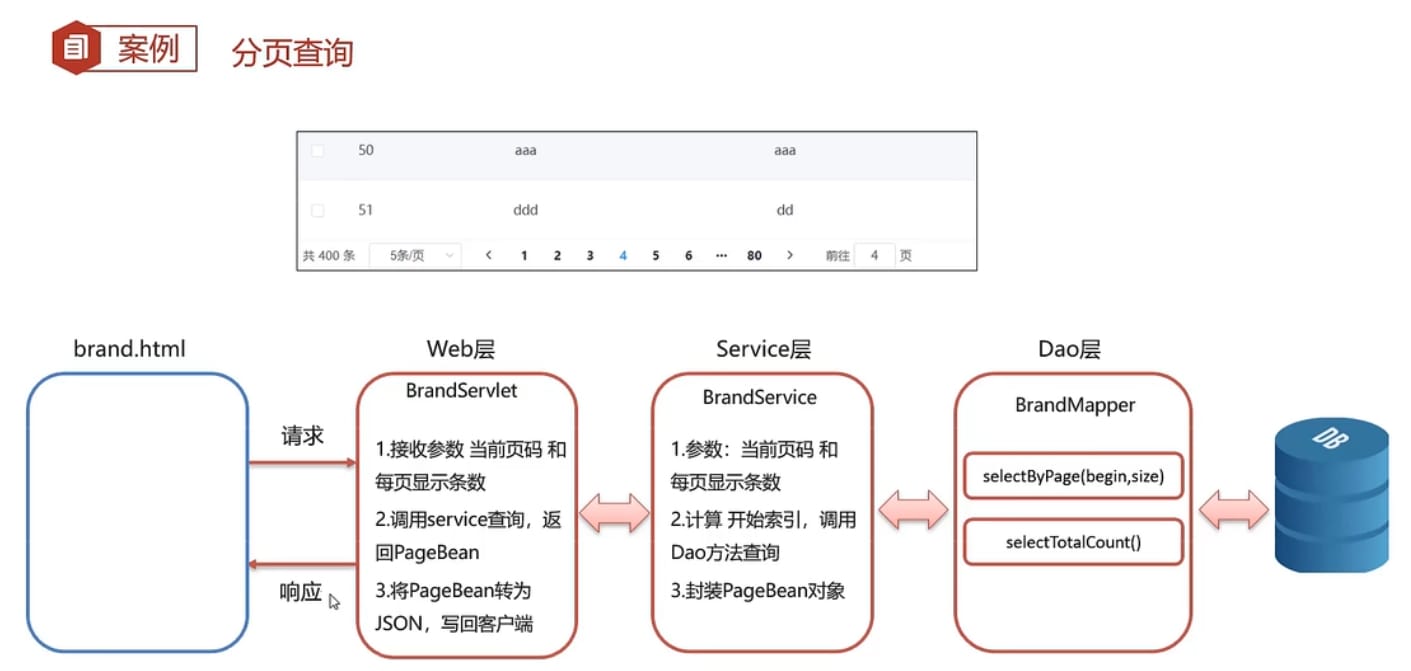 案例 分页查询
50 aaa aaa
51 ddd dd
共 400 条 5条/页 1 2 3 4 5 6 ··· 80 前往 4 页
brand.html
请求
响应
Web层
BrandServlet
1.接收参数 当前页码 和
每页显示条数
2.调用service查询，返
回PageBean
3.将PageBean转为
JSON，写回客户端
Service层
BrandService
1.参数：当前页码 和
每页显示条数
2.计算 开始索引，调用
Dao方法查询
3.封装PageBean对象
Dao层
BrandMapper
selectByPage(begin,size)
selectTotalCount()
DB